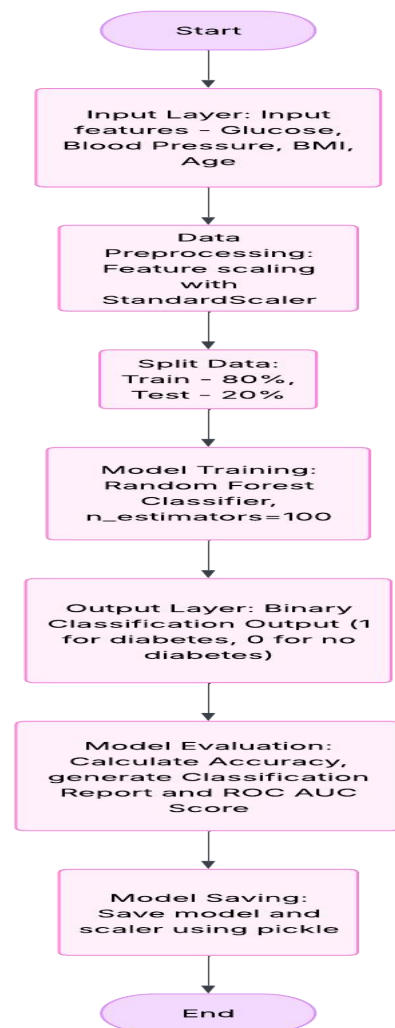 Start
Input Layer: Input
features - Glucose,
Blood Pressure, BMI,
Age
Data
Preprocessing:
Feature scaling
with
StandardScaler
Split Data:
Train - 80%,
Test - 20%
Model Training:
Random Forest
Classifier,
n_estimators=100
Output Layer: Binary
Classification Output (1
for diabetes, 0 for no
diabetes)
Model Evaluation:
Calculate Accuracy,
generate Classification
Report and ROC AUC
Score
Model Saving:
Save model and
scaler using pickle
End